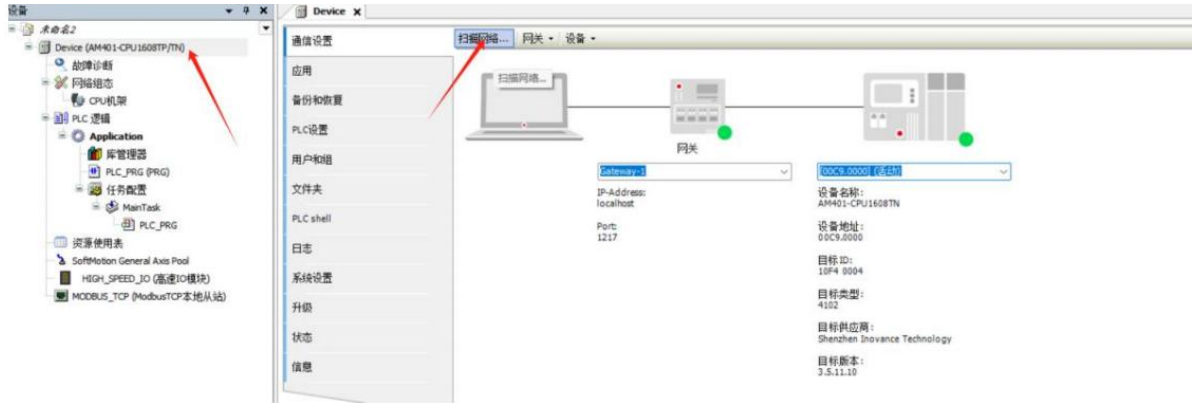 设备
未命名2
Device (AM401-CPU1608TP/TN)
故障诊断
网络组态
CPU机架
PLC 逻辑
Application
库管理器
PLC_PRG (PRG)
任务配置
MainTask
PLC_PRG
资源使用表
SoftMotion General Axis Pool
HIGH_SPEED_IO (高速IO模块)
MODBUS_TCP (ModbusTCP本地从站)
Device
通信设置
应用
备份和恢复
PLC设置
用户和组
文件夹
PLC shell
日志
系统设置
升级
状态
信息
扫描网络... 网关 设备
扫描网络...
网关
Gateway-1
IP-Address:
localhost
Port:
1217
[00C9.0000] (活动)
设备名称:
AM401-CPU1608TN
设备地址:
00C9.0000
目标ID:
10F4 0004
目标类型:
4102
目标供应商:
Shenzhen Inovance Technology
目标版本:
3.5.11.10